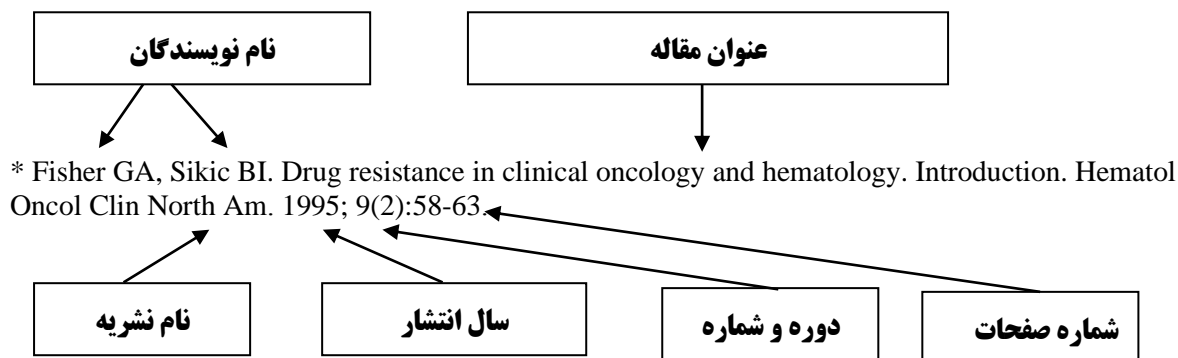 نام نویسندگان
عنوان مقاله
* Fisher GA, Sikic BI. Drug resistance in clinical oncology and hematology. Introduction. Hematol
Oncol Clin North Am. 1995; 9(2):58-63.
نام نشریه
سال انتشار
دوره و شماره
شماره صفحات